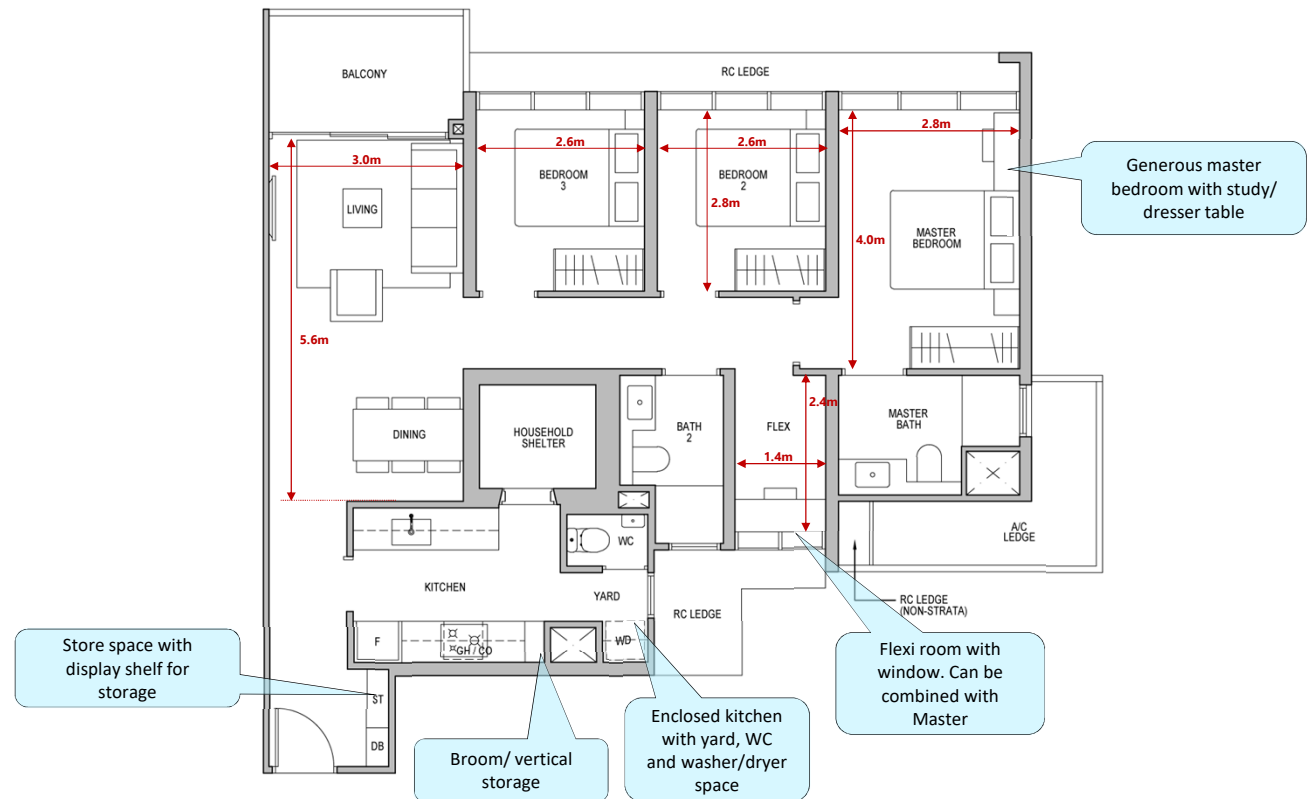 BALCONY
RC LEDGE
3.0m
2.6m
2.6m
2.8m
BEDROOM
3
BEDROOM
2
Generous master
bedroom with study/
dresser table
LIVING
2.8m
4.0m
MASTER
BEDROOM
5.6m
2.4m
DINING
HOUSEHOLD
SHELTER
BATH
2
FLEX
MASTER
BATH
1.4m
A/C
LEDGE
WC
KITCHEN
YARD
RC LEDGE
RC LEDGE
(NON-STRATA)
F
GH / CO
WD
Store space with
display shelf for
storage
Flexi room with
window. Can be
combined with
Master
ST
DB
Broom/ vertical
storage
Enclosed kitchen
with yard, WC
and washer/dryer
space